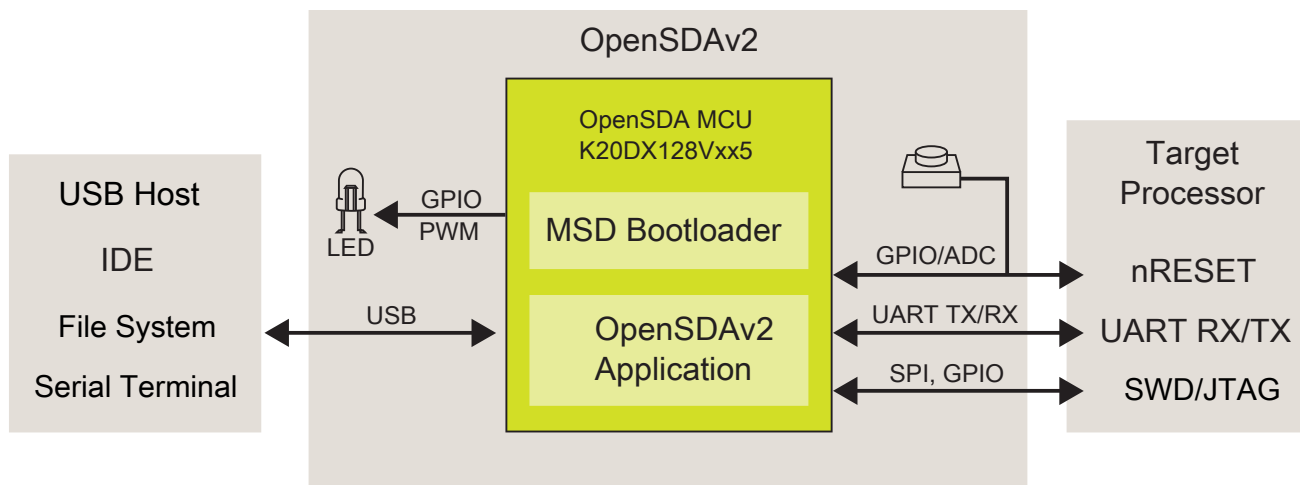 OpenSDAv2
OpenSDA MCU
K20DX128Vxx5
MSD Bootloader
OpenSDAv2
Application
USB Host
IDE
File System
Serial Terminal
LED
GPIO
PWM
USB
GPIO/ADC
UART TX/RX
SPI, GPIO
Target
Processor
nRESET
UART RX/TX
SWD/JTAG